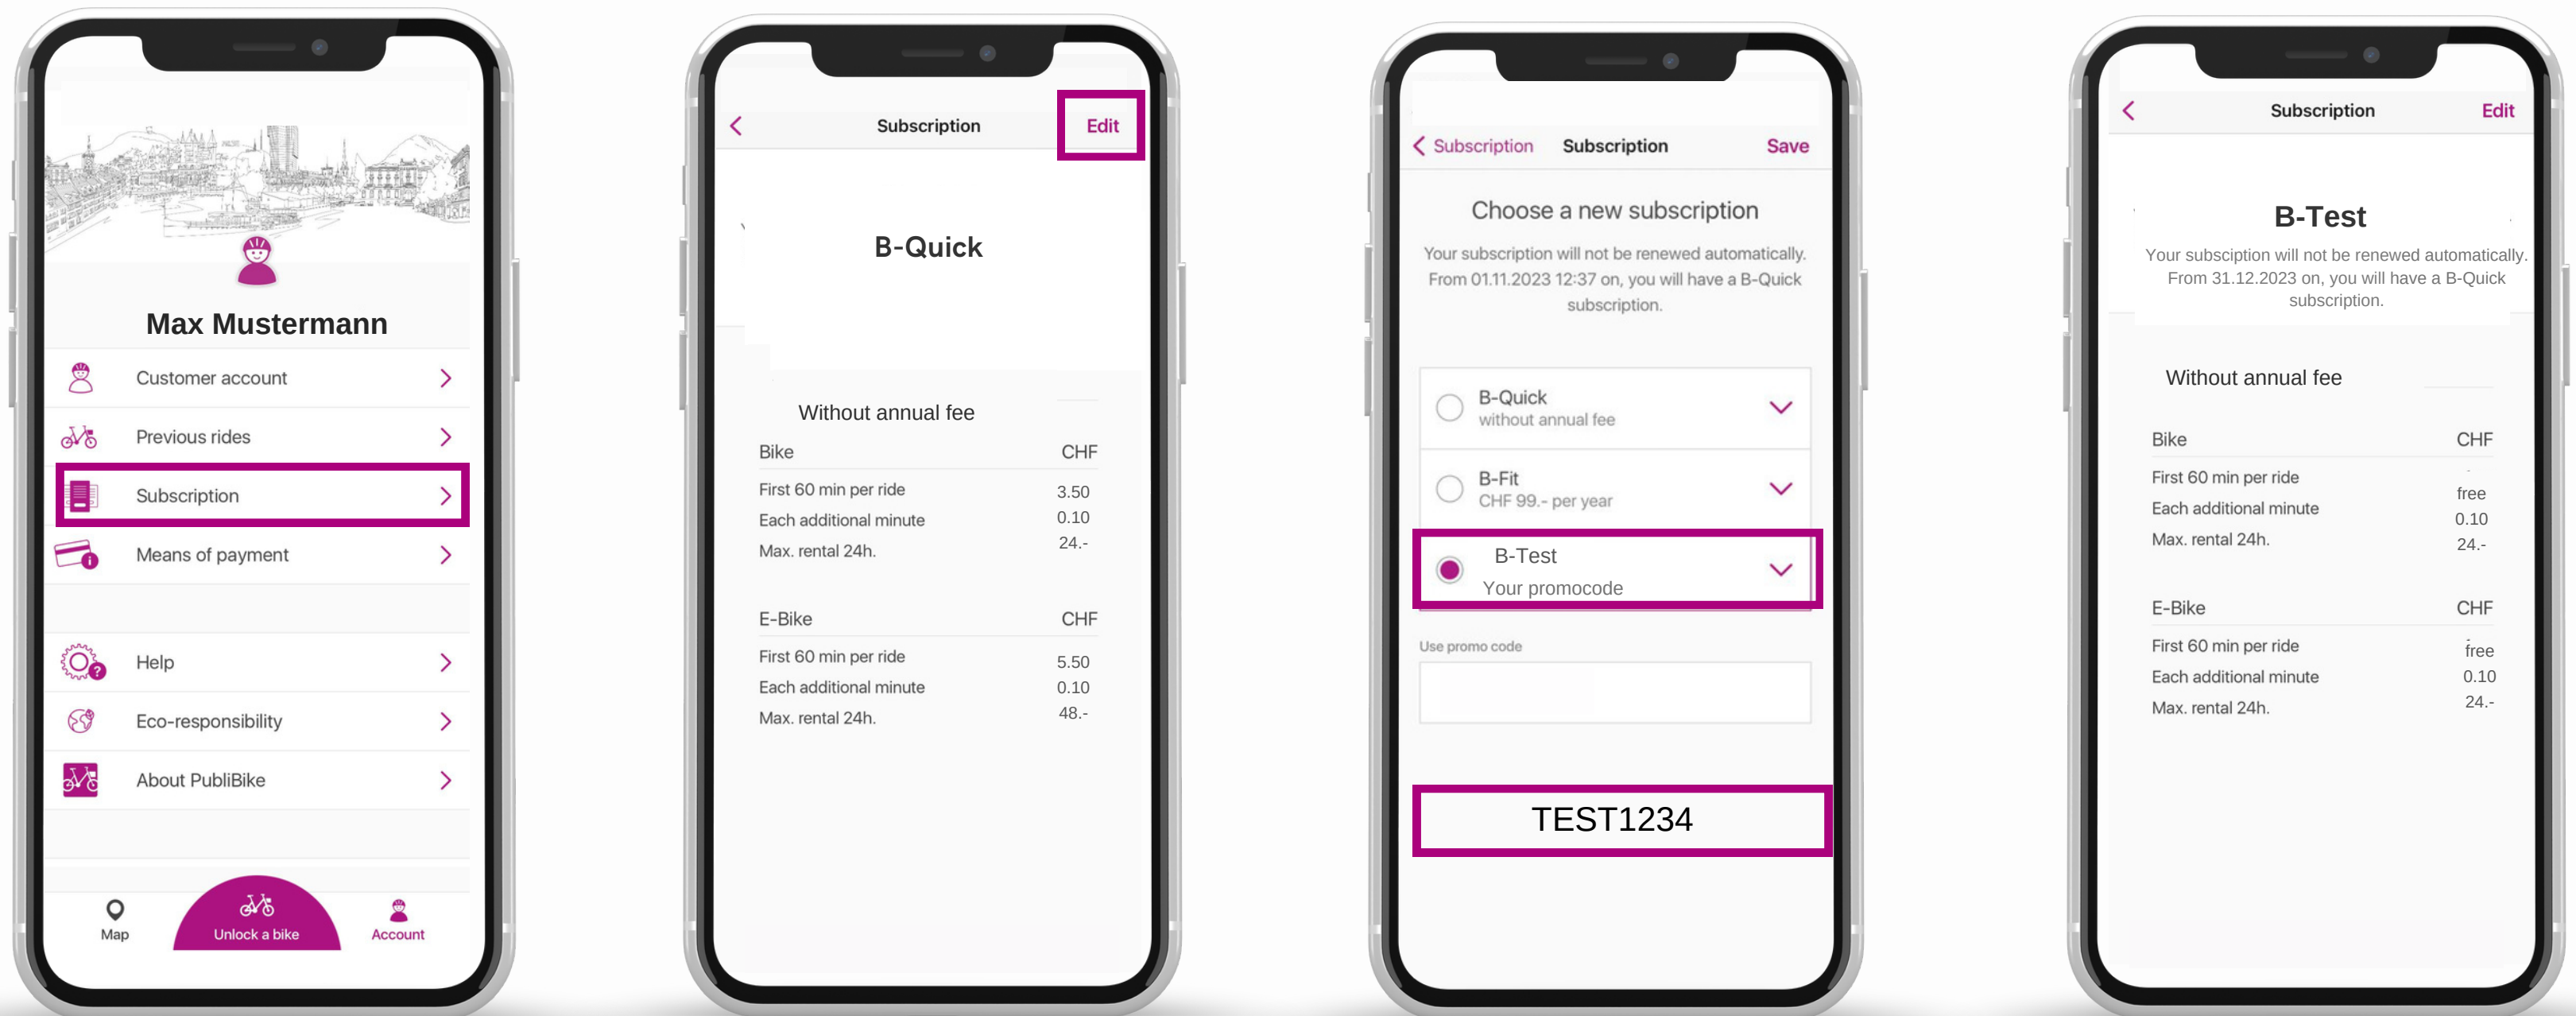 Max Mustermann
Customer account
Previous rides
Subscription
Means of payment
Help
Eco-responsibility
About PubliBike
Map
Unlock a bike
Account
Subscription
Edit
B-Quick
Without annual fee
Bike CHF
First 60 min per ride 3.50
Each additional minute 0.10
Max. rental 24h. 24.-
E-Bike CHF
First 60 min per ride 5.50
Each additional minute 0.10
Max. rental 24h. 48.-
Subscription Subscription Save
Choose a new subscription
Your subscription will not be renewed automatically.
From 01.11.2023 12:37 on, you will have a B-Quick
subscription.
B-Quick
without annual fee
B-Fit
CHF 99.- per year
B-Test
Your promocode
Use promo code
TEST1234
Subscription
Edit
B-Test
Your subsciption will not be renewed automatically.
From 31.12.2023 on, you will have a B-Quick
subscription.
Without annual fee
Bike CHF
First 60 min per ride free
Each additional minute 0.10
Max. rental 24h. 24.-
E-Bike CHF
First 60 min per ride free
Each additional minute 0.10
Max. rental 24h. 24.-